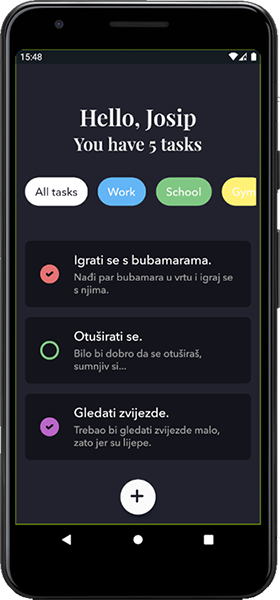 15:48
Hello, Josip
You have 5 tasks
All tasks Work School Gym
Igrati se s bubamarama.
Nađi par bubamara u vrtu i igraj se
s njima.
Otuširati se.
Bilo bi dobro da se otuširaš,
sumnjiv si...
Gledati zvijezde.
Trebao bi gledati zvijezde malo,
zato jer su lijepe.